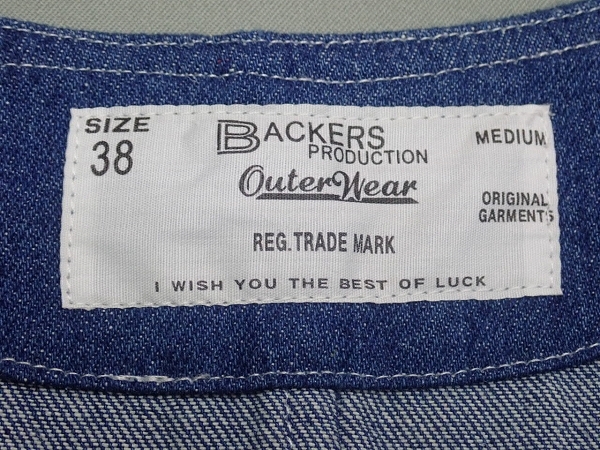 SIZE
38
BACKERS
PRODUCTION
OuterWear
REG. TRADE MARK
MEDIUM
ORIGINAL
GARMENTS
I WISH YOU THE BEST OF LUCK